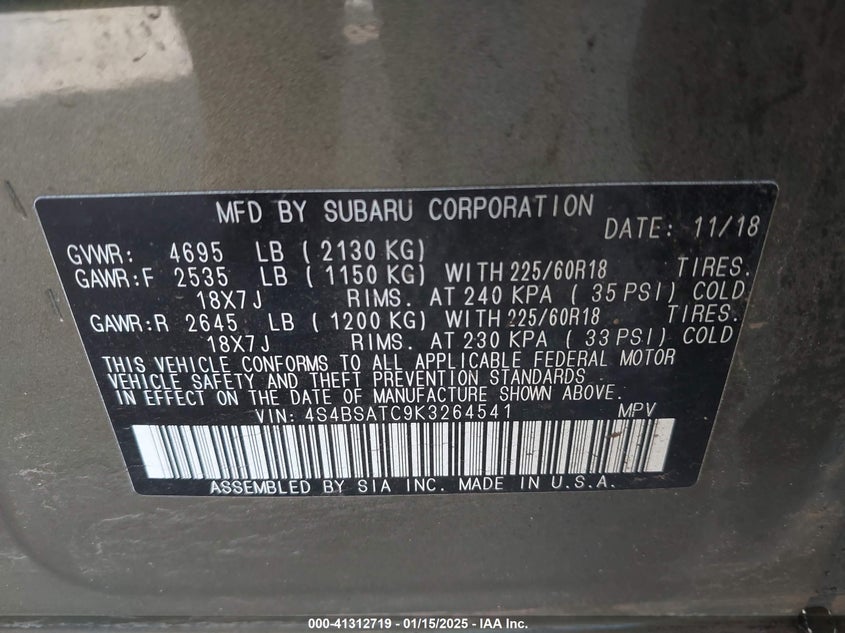 MFD BY SUBARU CORPORATION
DATE: 11/18
GVWR: 4695 LB ( 2130 KG)
GAWR:F 2535 LB ( 1150 KG) WITH 225/60R18 TIRES.
18X7J RIMS. AT 240 KPA ( 35 PSI) COLD
GAWR:R 2645 LB ( 1200 KG) WITH 225/60R18 TIRES.
18X7J RIMS. AT 230 KPA ( 33 PSI) COLD
THIS VEHICLE CONFORMS TO ALL APPLICABLE FEDERAL MOTOR
VEHICLE SAFETY AND THEFT PREVENTION STANDARDS
IN EFFECT ON THE DATE OF MANUFACTURE SHOWN ABOVE.
VIN: 4S4BSATC9K3264541 MPV
ASSEMBLED BY SIA INC. MADE IN U.S.A.
000-41312719 - 01/15/2025 - IAA Inc.